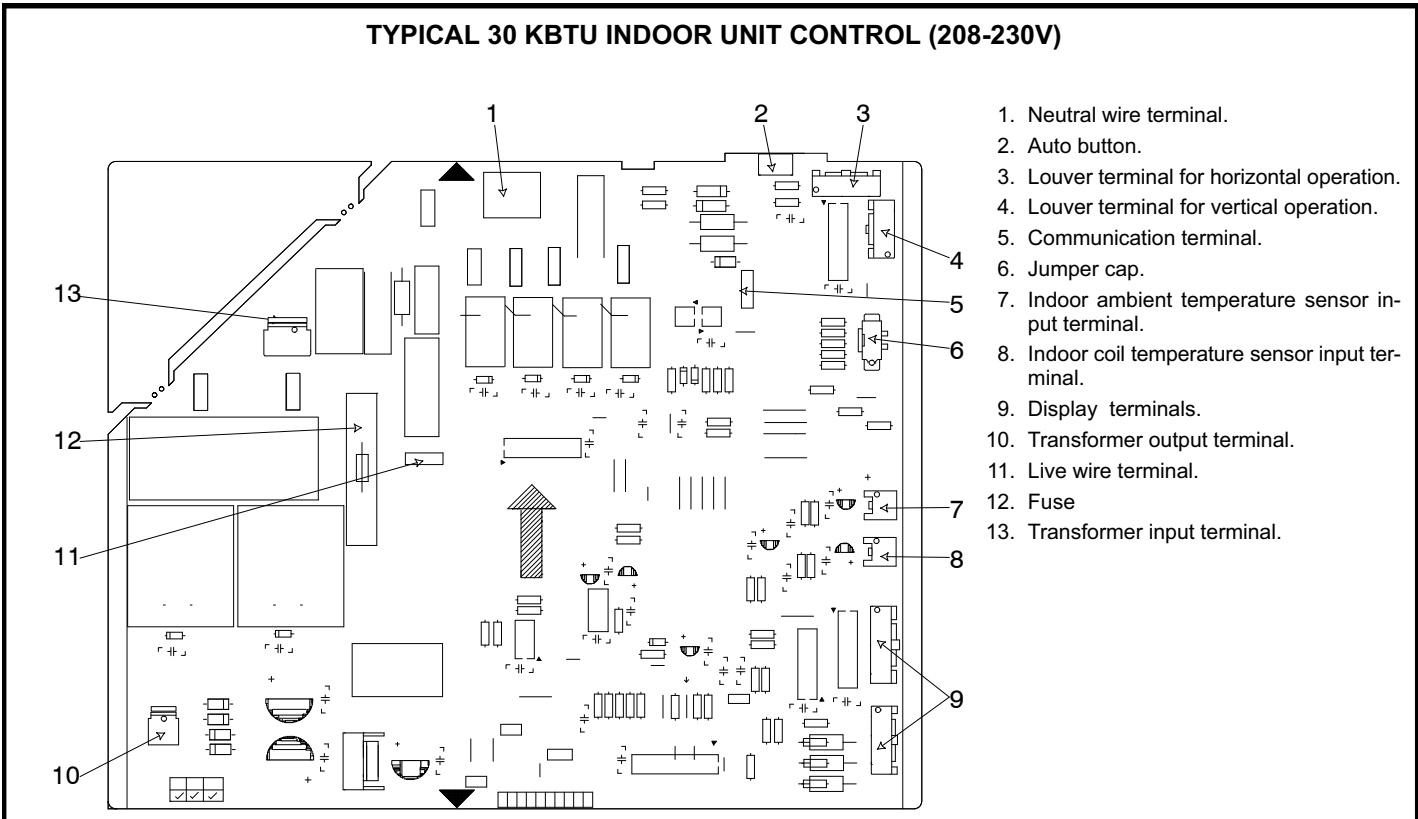 TYPICAL 30 KBTU INDOOR UNIT CONTROL (208-230V)
1
2
3
4
5
6
7
8
9
10
11
12
13
1. Neutral wire terminal.
2. Auto button.
3. Louver terminal for horizontal operation.
4. Louver terminal for vertical operation.
5. Communication terminal.
6. Jumper cap.
7. Indoor ambient temperature sensor in-
put terminal.
8. Indoor coil temperature sensor input ter-
minal.
9. Display terminals.
10. Transformer output terminal.
11. Live wire terminal.
12. Fuse
13. Transformer input terminal.